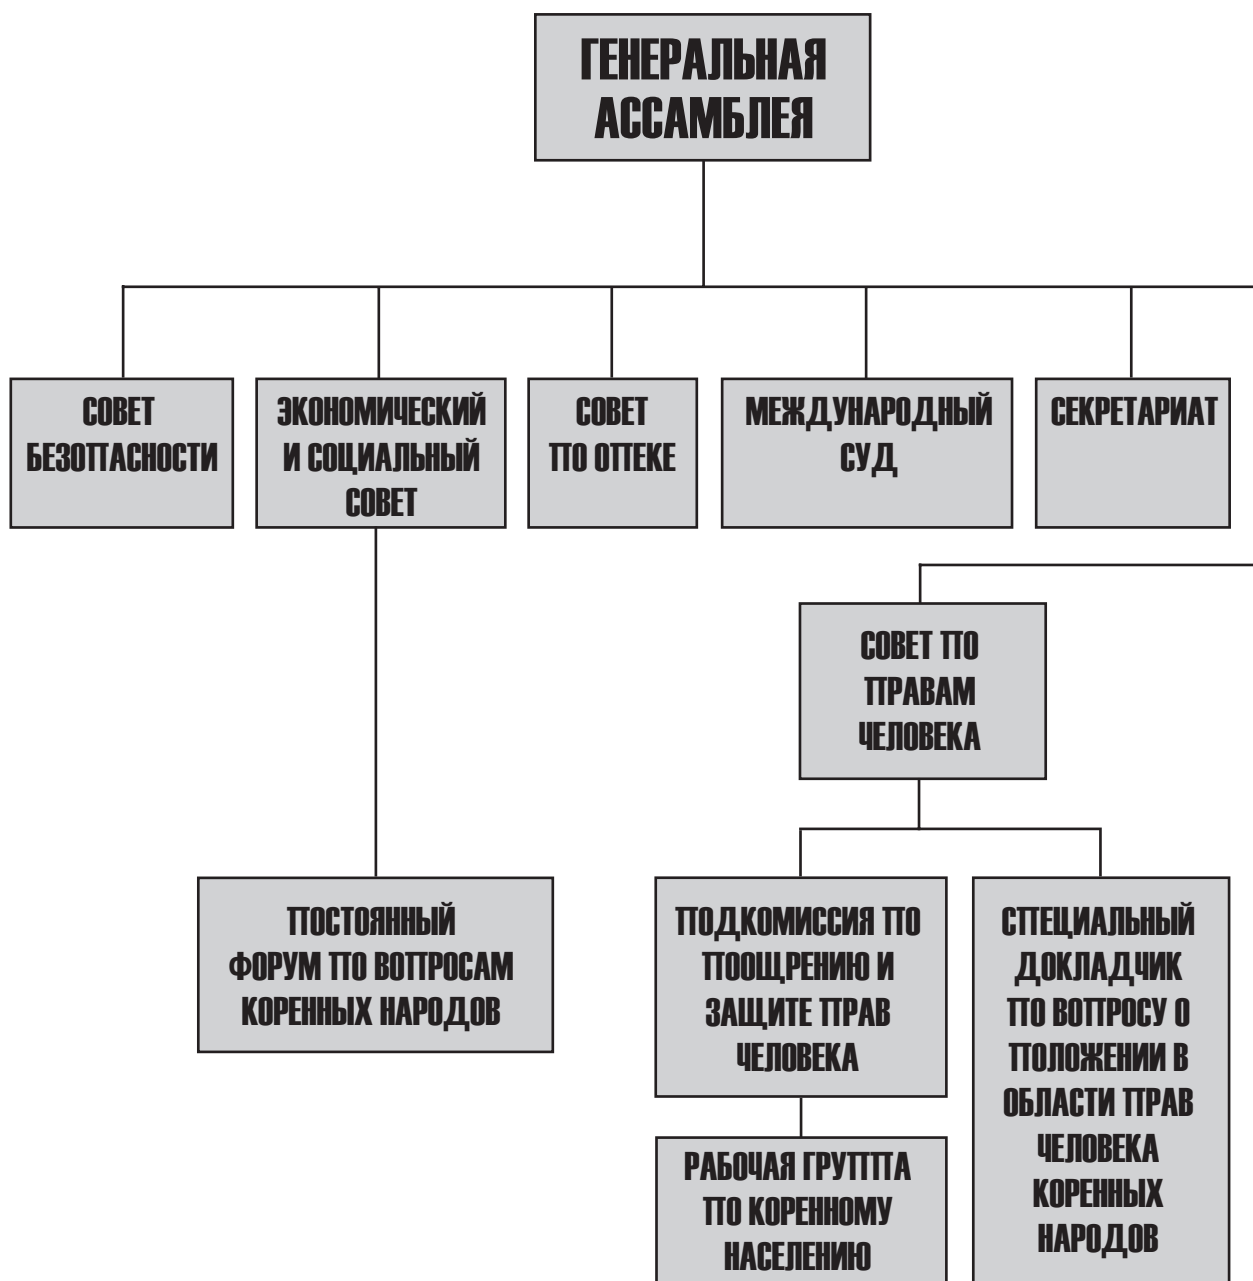 ГЕНЕРАЛЬНАЯ
АССАМБЛЕЯ
СОВЕТ
БЕЗОПАСНОСТИ
ЭКОНОМИЧЕСКИЙ
И СОЦИАЛЬНЫЙ
СОВЕТ
СОВЕТ
ПО ОПЕКЕ
МЕЖДУНАРОДНЫЙ
СУД
СЕКРЕТАРИАТ
СОВЕТ ПО
ПРАВАМ
ЧЕЛОВЕКА
ПОСТОЯННЫЙ
ФОРУМ ПО ВОПРОСАМ
КОРЕННЫХ НАРОДОВ
ПОДКОМИССИЯ ПО
ПООЩРЕНИЮ И
ЗАЩИТЕ ПРАВ
ЧЕЛОВЕКА
РАБОЧАЯ ГРУППА
ПО КОРЕННОМУ
НАСЕЛЕНИЮ
СПЕЦИАЛЬНЫЙ
ДОКЛАДЧИК
ПО ВОПРОСУ О
ПОЛОЖЕНИИ В
ОБЛАСТИ ПРАВ
ЧЕЛОВЕКА
КОРЕННЫХ
НАРОДОВ